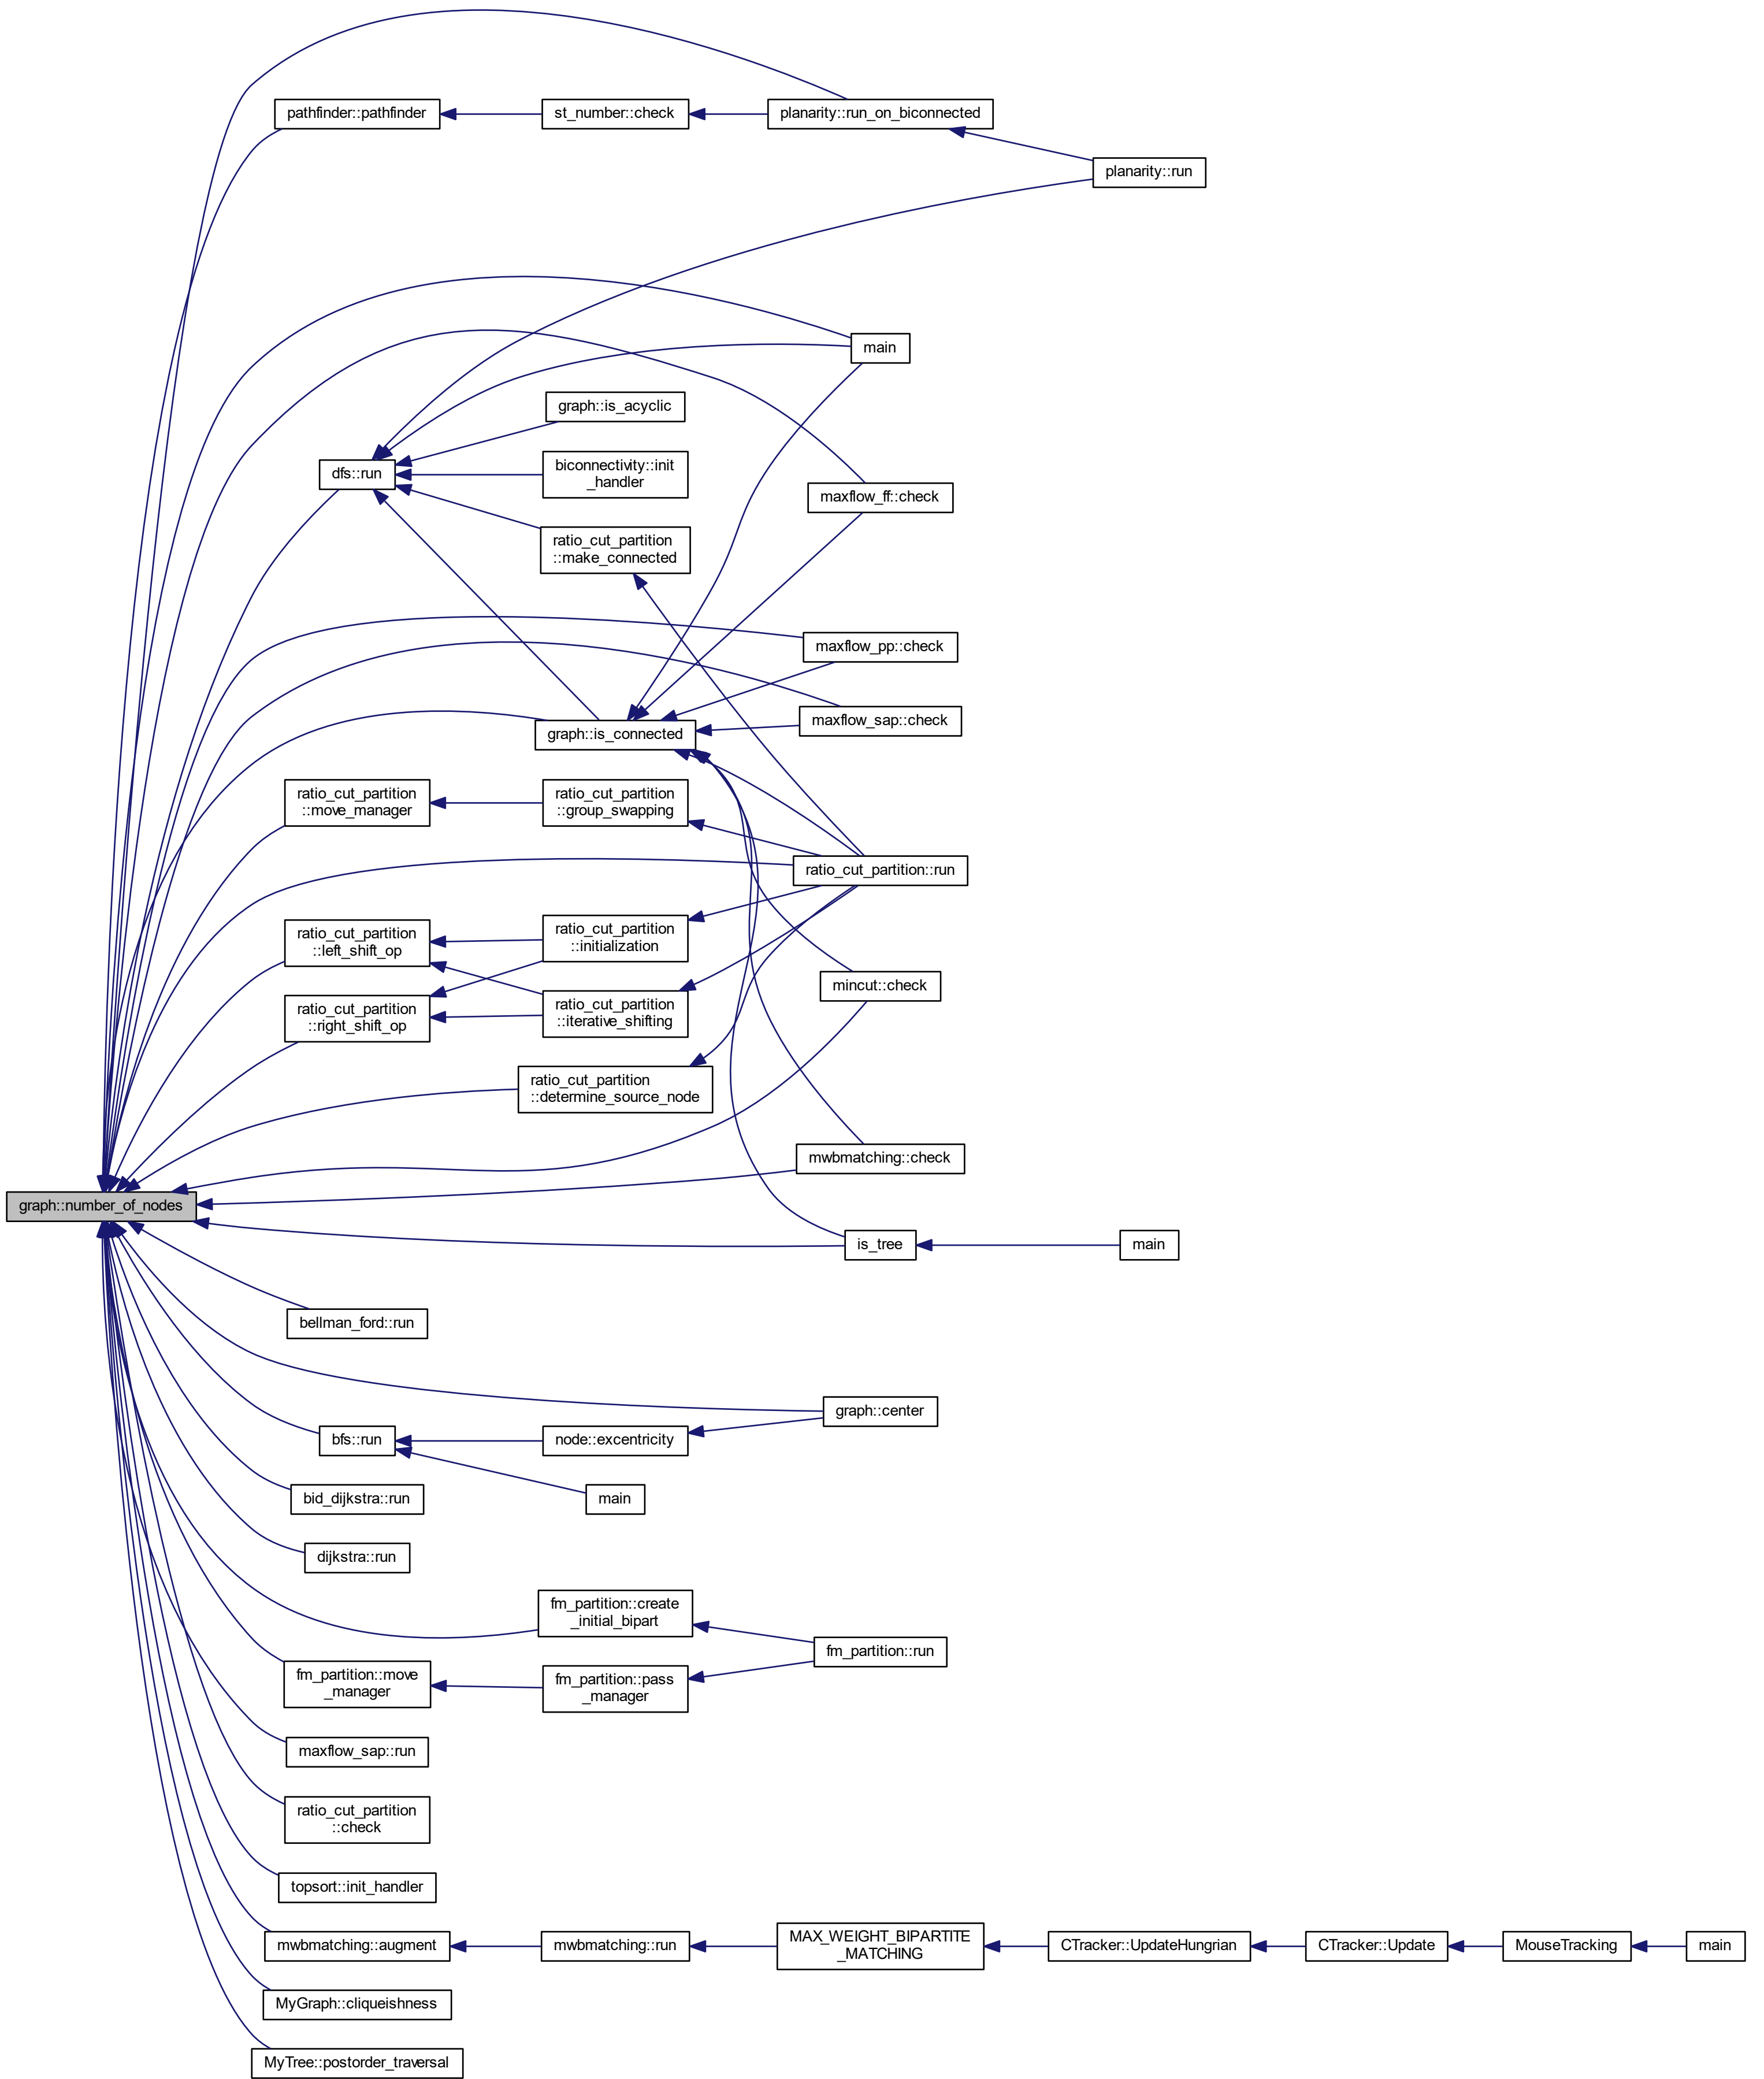 pathfinder::pathfinder
st_number::check
planarity::run_on_biconnected
planarity::run
main
graph::is_acyclic
dfs::run
biconnectivity::init
_handler
maxflow_ff::check
ratio_cut_partition
::make_connected
maxflow_pp::check
maxflow_sap::check
graph::is_connected
ratio_cut_partition
::move_manager
ratio_cut_partition
::group_swapping
ratio_cut_partition::run
ratio_cut_partition
::left_shift_op
ratio_cut_partition
::initialization
mincut::check
ratio_cut_partition
::right_shift_op
ratio_cut_partition
::iterative_shifting
ratio_cut_partition
::determine_source_node
mwbmatching::check
graph::number_of_nodes
is_tree
main
bellman_ford::run
graph::center
bfs::run
node::excentricity
bid_dijkstra::run
main
dijkstra::run
fm_partition::create
_initial_bipart
fm_partition::run
fm_partition::move
_manager
fm_partition::pass
_manager
maxflow_sap::run
ratio_cut_partition
::check
topsort::init_handler
mwbmatching::augment
mwbmatching::run
MAX_WEIGHT_BIPARTITE
_MATCHING
CTracker::UpdateHungrian
CTracker::Update
MouseTracking
main
MyGraph::cliqueishness
MyTree::postorder_traversal